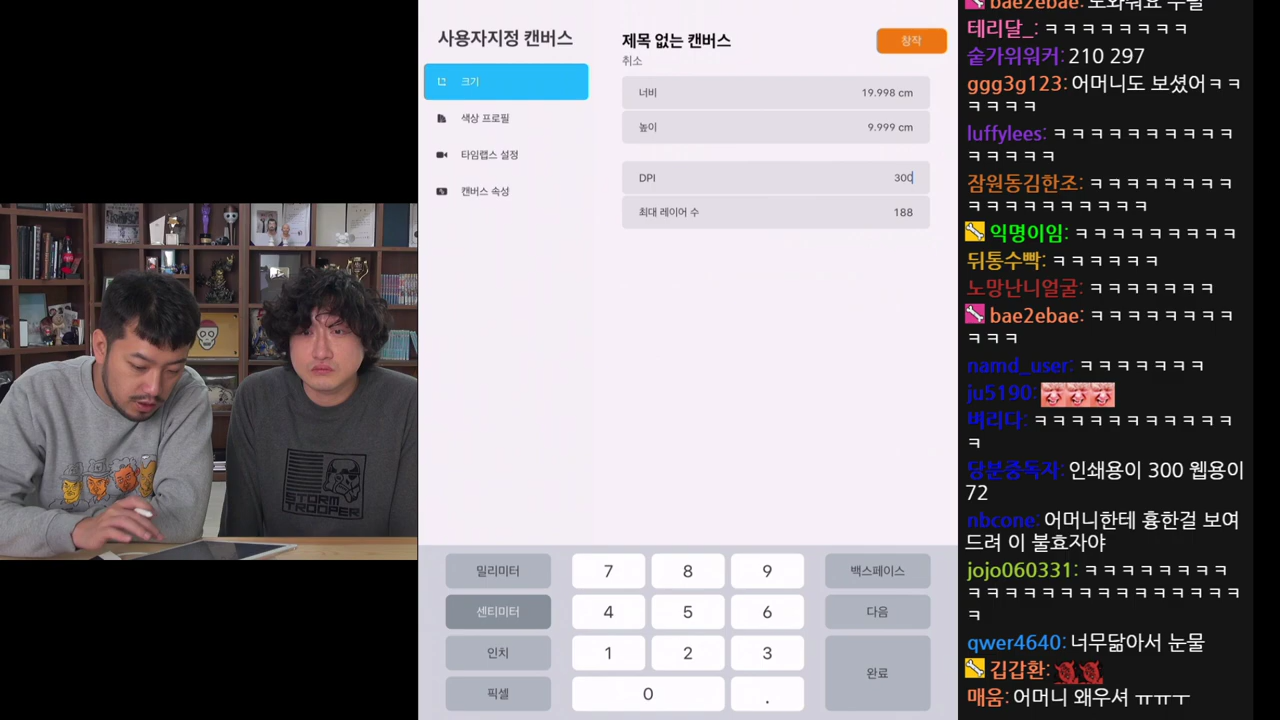 사용자지정 캔버스
크기
색상 프로필
타임랩스 설정
캔버스 속성
제목 없는 캔버스
취소
창작
너비 19.998 cm
높이 9.999 cm
DPI 300
최대 레이어 수 188
밀리미터 7 8 9 백스페이스
센티미터 4 5 6 다음
인치 1 2 3 완료
픽셀 0 .
STORM
TROOPER
bae2ebae: 도와줘요 우월
테리달_: ㅋㅋㅋㅋㅋㅋㅋㅋ
숱가위워커: 210 297
ggg3g123: 어머니도 보셨어ㅋㅋ
ㅋㅋㅋㅋ
luffylees: ㅋㅋㅋㅋㅋㅋㅋㅋㅋㅋ
ㅋㅋㅋㅋㅋ
잠원동김한조: ㅋㅋㅋㅋㅋㅋㅋㅋ
ㅋㅋㅋㅋㅋㅋㅋㅋㅋㅋ
익명이임: ㅋㅋㅋㅋㅋㅋㅋㅋㅋ
뒤통수빡: ㅋㅋㅋㅋㅋㅋ
노망난니얼굴: ㅋㅋㅋㅋㅋㅋㅋ
bae2ebae: ㅋㅋㅋㅋㅋㅋㅋㅋㅋ
ㅋㅋㅋ
namd_user: ㅋㅋㅋㅋㅋㅋㅋ
ju5190:
벼리다: ㅋㅋㅋㅋㅋㅋㅋㅋㅋㅋㅋ
ㅋ
당분중독자: 인쇄용이 300 웹용이
72
nbcone: 어머니한테 흉한걸 보여
드려 이 불효자야
jojo060331: ㅋㅋㅋㅋㅋㅋㅋㅋ
ㅋㅋㅋㅋㅋㅋㅋㅋㅋㅋㅋㅋㅋㅋㅋ
ㅋ
qwer4640: 너무닮아서 눈물
김갑환:
매움: 어머니 왜우셔 ㅠㅠㅜ